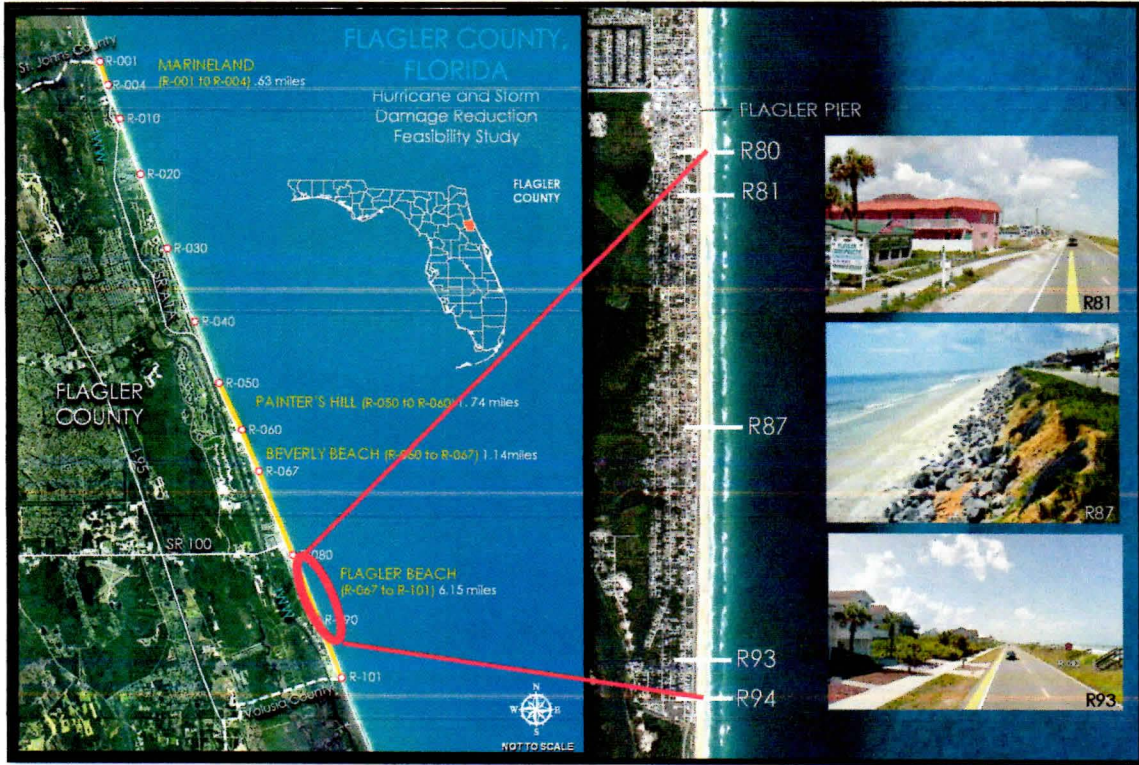 FLAGLER COUNTY,
FLORIDA
Hurricane and Storm
Damage Reduction
Feasibility Study
St. Johns County
R-001
MARINELAND
(R-001 to R-004) .63 miles
R-004
R-010
R-020
FLAGLER
COUNTY
R-030
SR A1A
R-040
R-050
FLAGLER
COUNTY
PAINTER'S HILL (R-050 to R-060) 1.74 miles
R-060
BEVERLY BEACH (R-060 to R-067) 1.14miles
R-067
I-95
SR 100
R-080
FLAGLER BEACH
(R-067 to R-101) 6.15 miles
R-090
R-101
Volusia County
N
W E
S
NOT TO SCALE
FLAGLER PIER
R80
R81
R87
R93
R94
R81
R87
R93